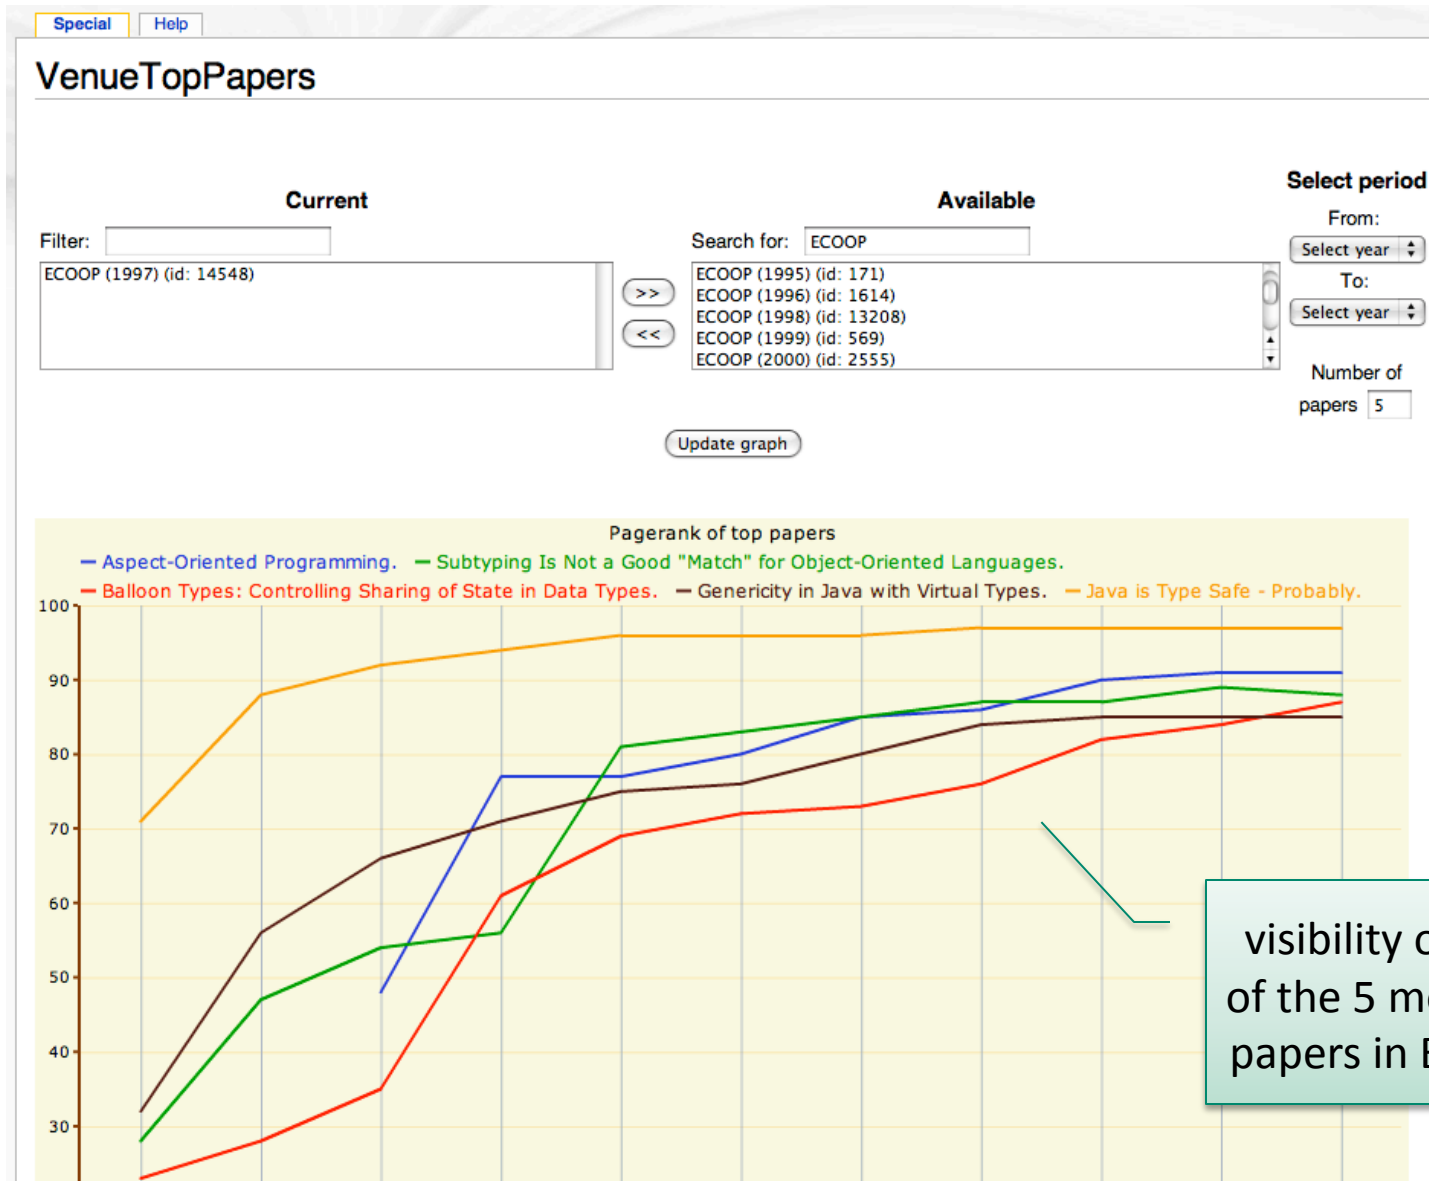 Special Help
VenueTopPapers
Current
Available
Select period
Filter:
Search for: ECOOP
From:
Select year
To:
Select year
Number of
papers 5
ECOOP (1997) (id: 14548)
>>
<<
ECOOP (1995) (id: 171)
ECOOP (1996) (id: 1614)
ECOOP (1998) (id: 13208)
ECOOP (1999) (id: 569)
ECOOP (2000) (id: 2555)
Update graph
Pagerank of top papers
Aspect-Oriented Programming. Subtyping Is Not a Good "Match" for Object-Oriented Languages.
Balloon Types: Controlling Sharing of State in Data Types. Genericity in Java with Virtual Types. Java is Type Safe - Probably.
100
90
80
70
60
50
40
30
visibility
of the 5
papers in